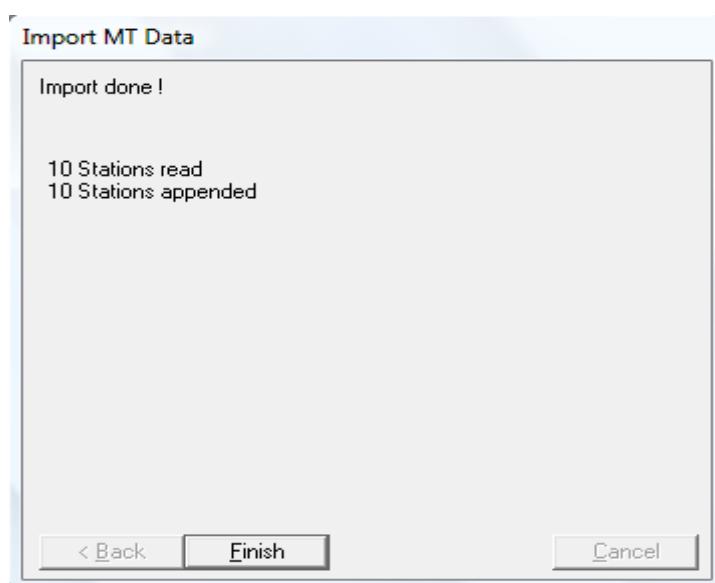 Import MT Data
Import done !
10 Stations read
10 Stations appended
< Back
Finish
Cancel